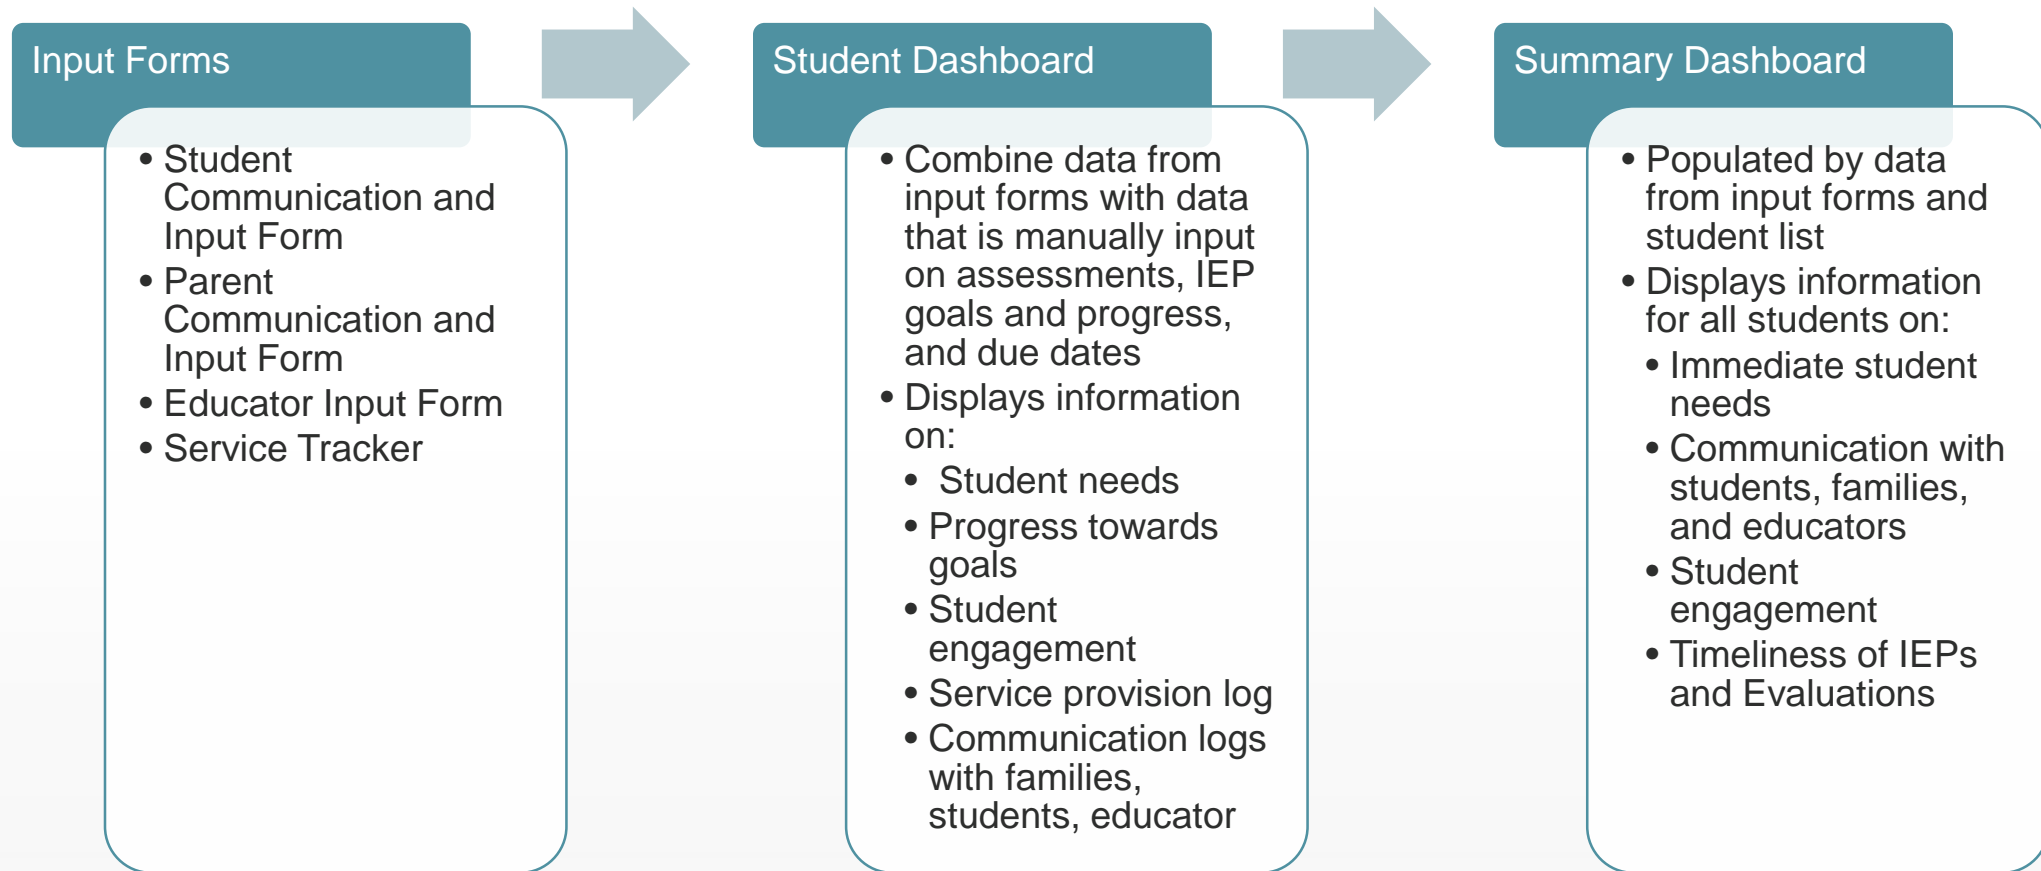 Input Forms
• Student
Communication and
Input Form
• Parent
Communication and
Input Form
• Educator Input Form
• Service Tracker
Student Dashboard
• Combine data from
input forms with data
that is manually input
on assessments, IEP
goals and progress,
and due dates
• Displays information
on:
• Student needs
• Progress towards
goals
• Student
engagement
• Service provision log
• Communication logs
with families,
students, educator
Summary Dashboard
• Populated by data
from input forms and
student list
• Displays information
for all students on:
• Immediate student
needs
• Communication with
students, families,
and educators
• Student
engagement
• Timeliness of IEPs
and Evaluations